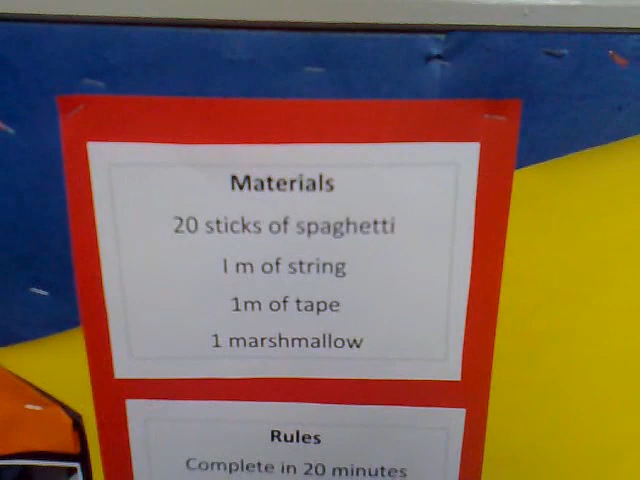 Materials
20 sticks of spaghetti
1 m of string
1m of tape
1 marshmallow
Rules
Complete in 20 minutes